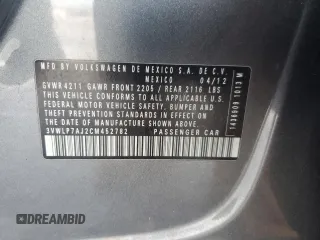 MFD BY VOLKSWAGEN DE MEXICO S.A. DE C.V.
MEXICO 04/12
GVWR 4211 GAWR FRONT 2205 / REAR 2116 LBS
THIS VEHICLE CONFORMS TO ALL APPLICABLE U.S.
FEDERAL MOTOR VEHICLE SAFETY, BUMPER AND THEFT
PREVENTION STANDARDS IN EFFECT ON THE DATE
OF MANUFACTURE SHOWN ABOVE.
3VWLP7AJ2CM452782 PASSENGER CAR
DREAMBID